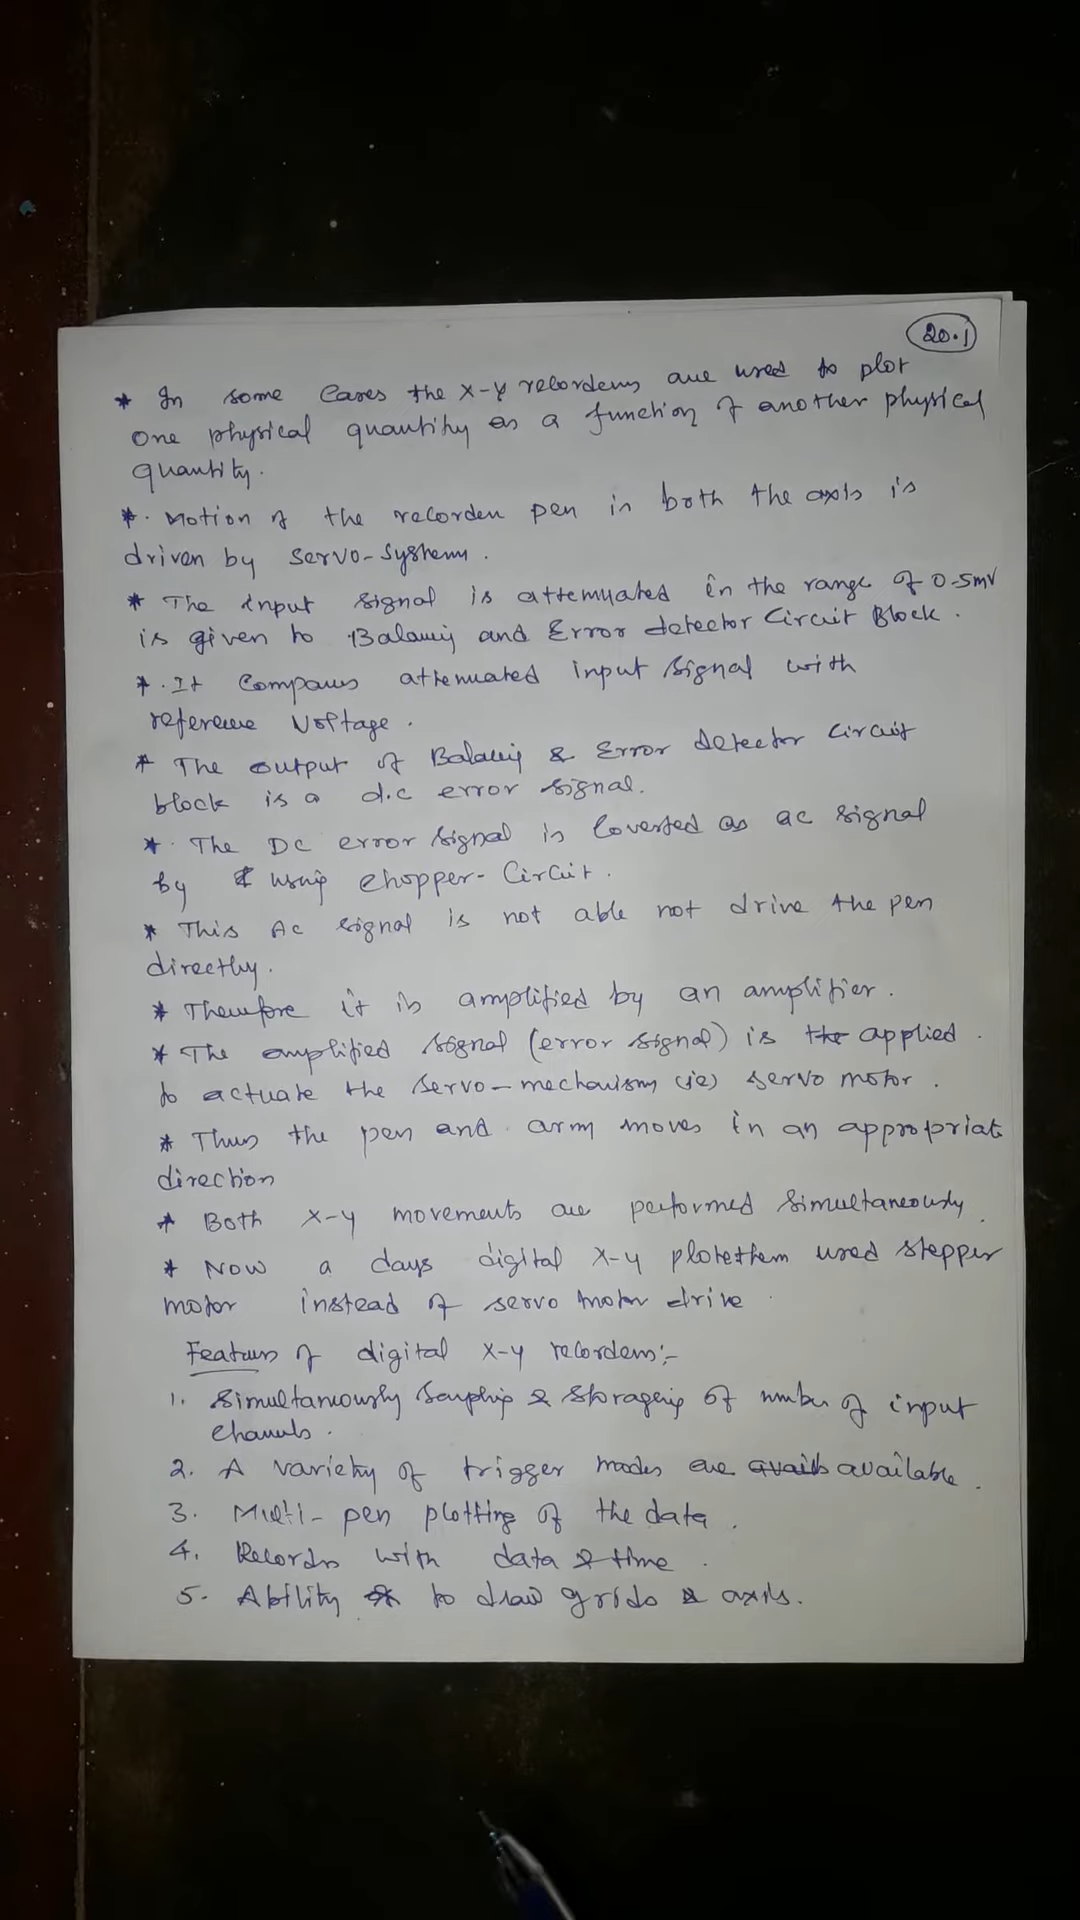 20.1
* In some Cases the X-Y recorders are used to plot
one physical quantity as a function of another physical
quantity.
*. Motion of the recorder pen in both the axis is
driven by servo-systems.
* The input signal is attenuated in the range of 0-5mV
is given to Balancing and Error detector Circuit Block.
*. It Compares attenuated input signal with
reference Voltage.
* The output of Balancing & Error detector circuit
block is a d.c error signal.
*. The DC error signal is Coverted as ac signal
by using chopper-Circuit.
* This Ac signal is not able not drive the pen
directly.
* Therefore it is amplified by an amplifier.
* The amplified signal (error signal) is the applied.
to actuate the servo-mechanism (ie) servo motor.
* Thus the pen and arm moves in an appropriate
direction
* Both X-Y movements are performed simultaneously.
* Now a days digital X-Y used stepper
motor instead of servo motor drive.
Features of digital X-Y recorders:-
1. Simultaneously Sampling & Storageing of number of input
Channels.
2. A variety of trigger modes are avails available.
3. Multi-pen plotting of the data.
4. Records with data & time.
5. Ability to draw grids & axis.